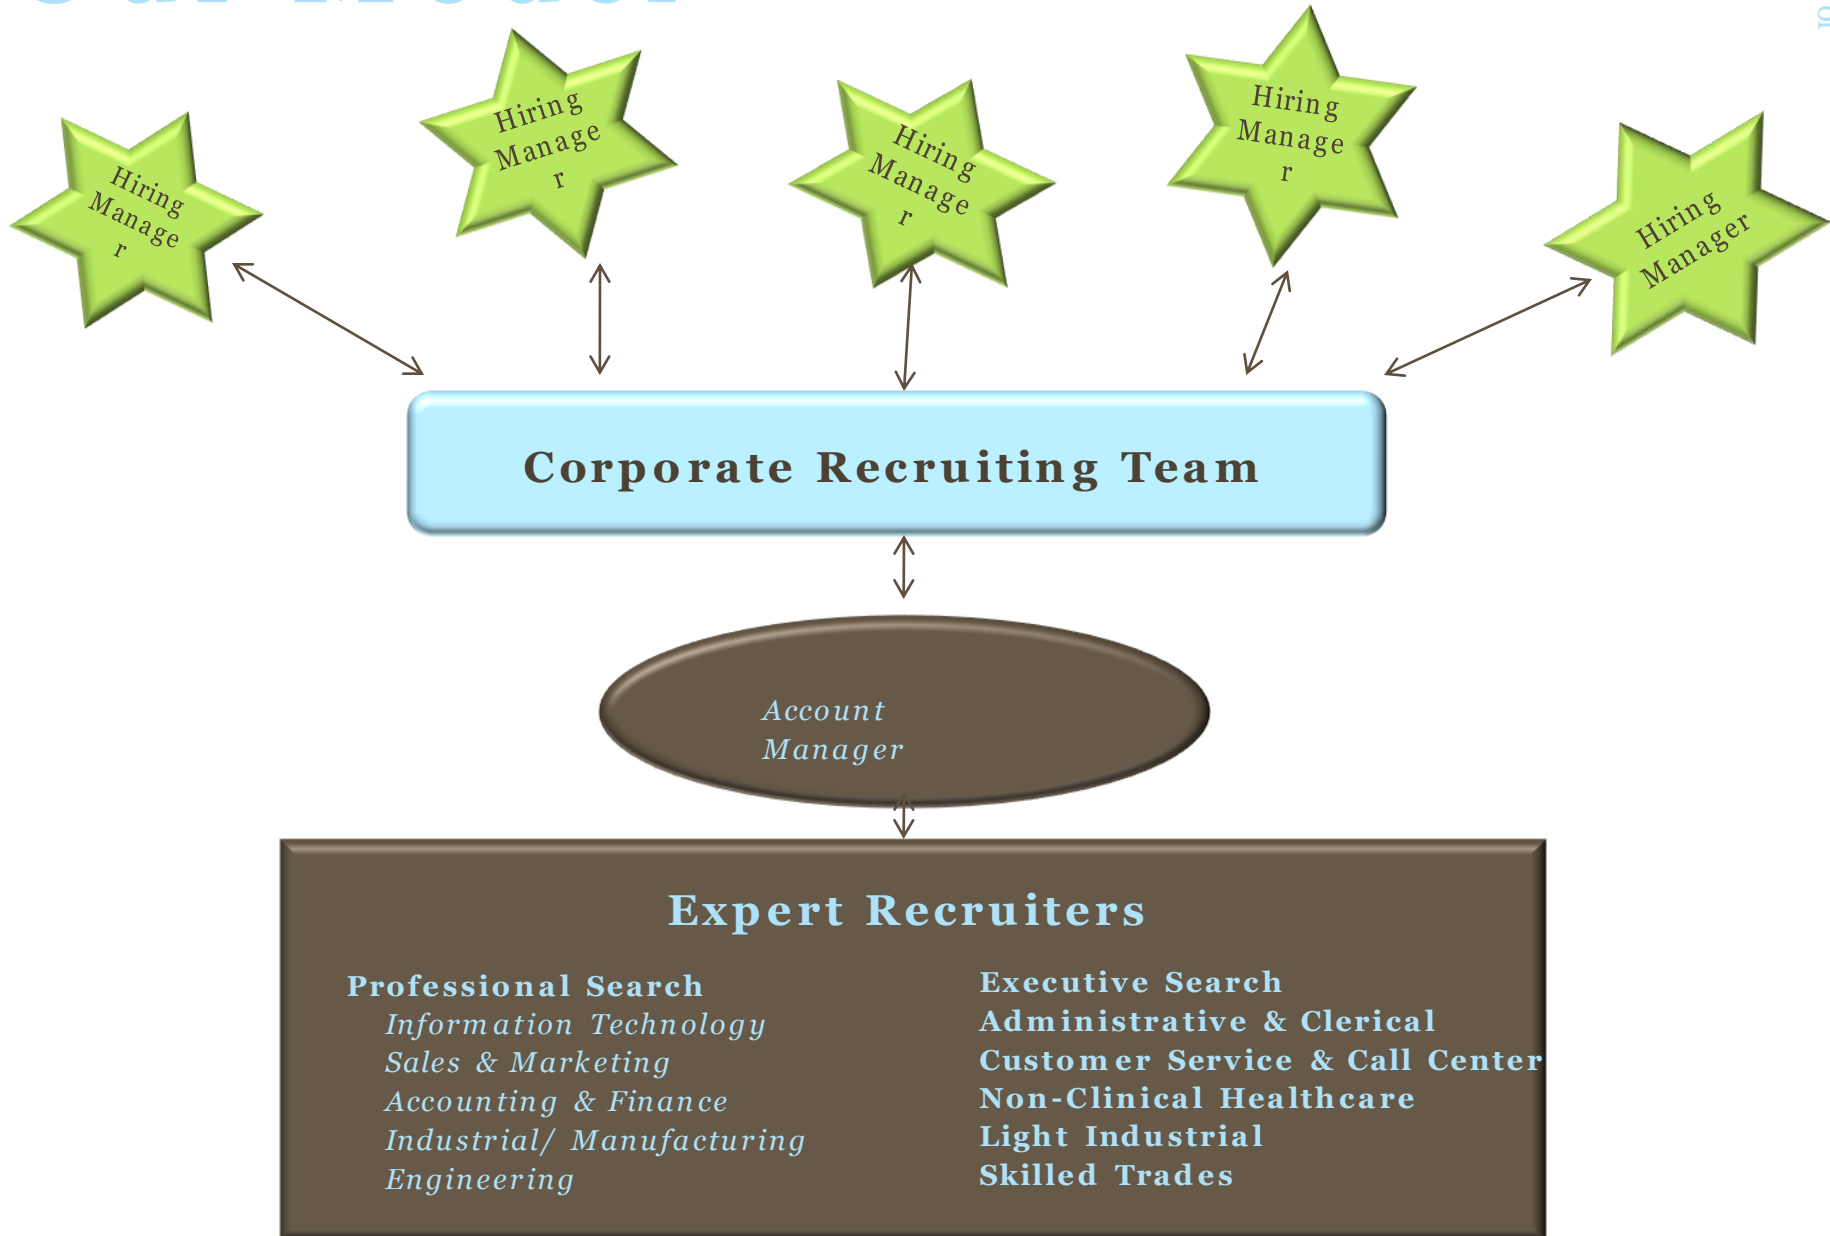 Our Model
Hiring
Manage
r
Hiring
Manage
r
Hiring
Manage
r
Hiring
Manage
r
Hiring
Manager
Corporate Recruiting Team
Account
Manager
Expert Recruiters
Professional Search
Information Technology
Sales & Marketing
Accounting & Finance
Industrial/ Manufacturing
Engineering
Executive Search
Administrative & Clerical
Customer Service & Call Center
Non-Clinical Healthcare
Light Industrial
Skilled Trades